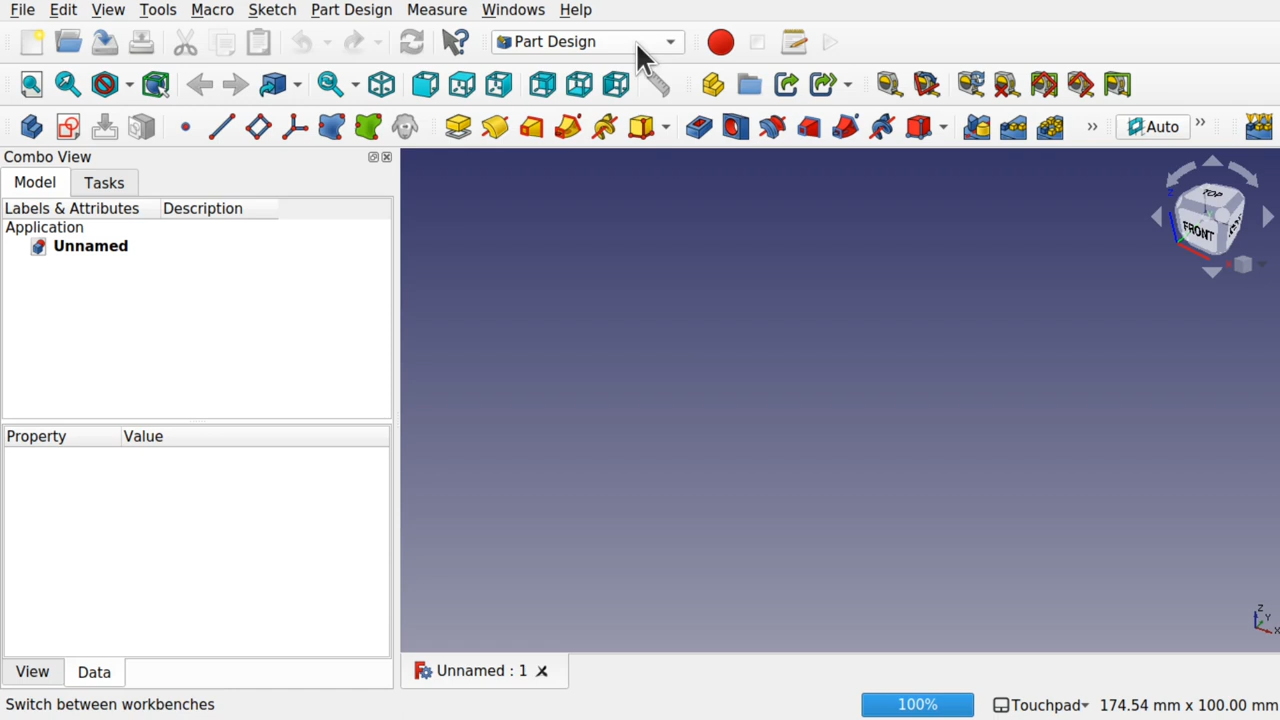 File Edit View Tools Macro Sketch Part Design Measure Windows Help
Part Design
Auto
Combo View
Model Tasks
Labels & Attributes Description
Application
Unnamed
TOP
FRONT
Property Value
Z
Y
X
View Data
Unnamed : 1
Switch between workbenches 100% Touchpad 174.54 mm x 100.00 mm